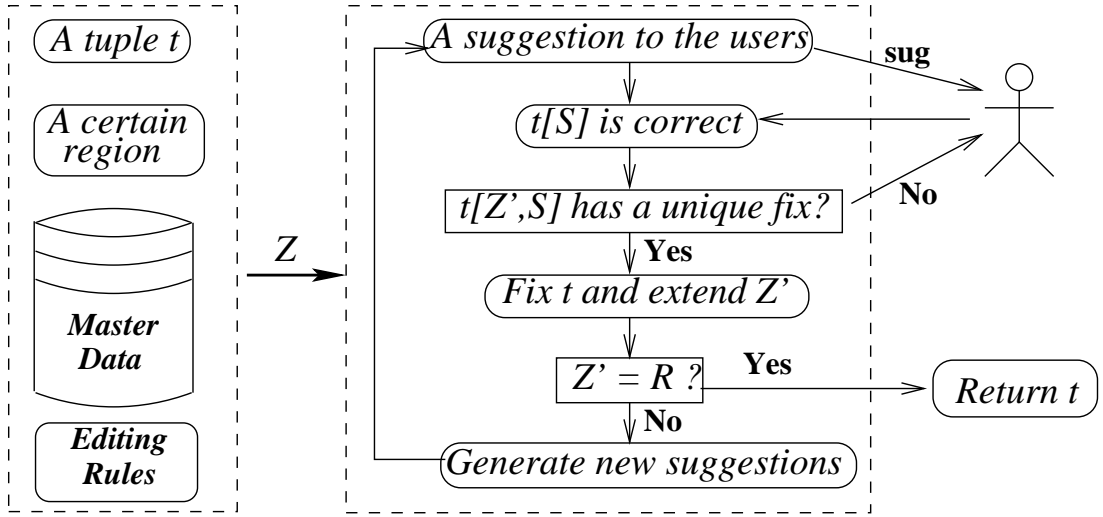 A tuple t
A certain
region
Master
Data
Editing
Rules
Z
A suggestion to the users
sug
t[S] is correct
t[Z',S] has a unique fix?
No
Yes
Fix t and extend Z'
Z' = R ?
Yes
Return t
No
Generate new suggestions